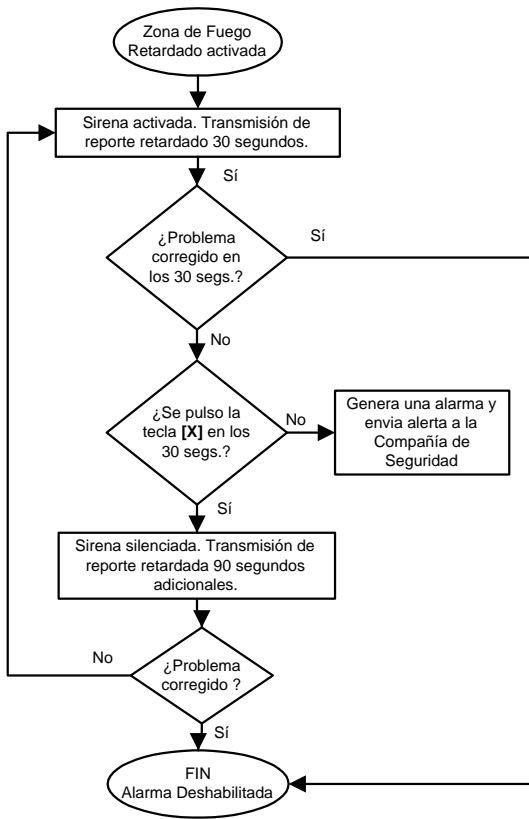 Zona de Fuego
Retardado activada
Sirena activada. Transmisión de
reporte retardado 30 segundos.
Sí
¿Problema
corregido en
los 30 segs.?
Sí
No
¿Se pulso la
tecla [X] en los
30 segs.?
No
Genera una alarma y
envia alerta a la
Compañía de
Seguridad
Sí
Sirena silenciada. Transmisión de
reporte retardada 90 segundos
adicionales.
No
¿Problema
corregido ?
Sí
FIN
Alarma Deshabilitada